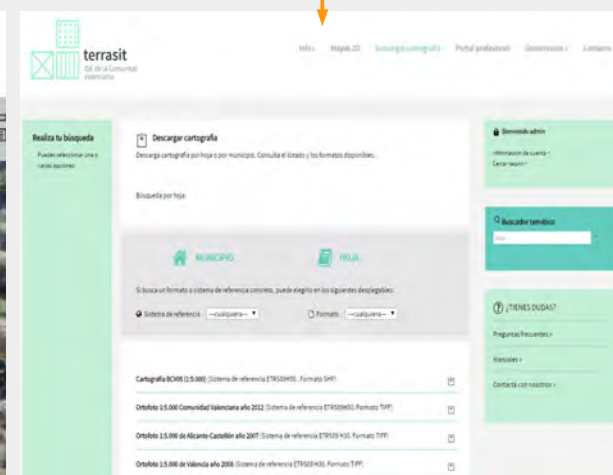 terrasit
IDE de la Comunitat
valenciana
Info ›
Mapas 2D
Descargar cartografía
Portal profesional
Geoservicios ›
Contacto
Realiza tu búsqueda
Puedes seleccionar una o
varias opciones
Descargar cartografía
Descarga cartografía por hoja o por municipio. Consulta el listado y los formatos disponibles.
Búsqueda por hoja
MUNICIPIO
HOJA
Si busca un formato o sistema de referencia concreto, puede elegirlo en los siguientes desplegables:
Sistema de referencia ---cualquiera---
Formato ---cualquiera---
Cartografía BCV05 (1:5.000) (Sistema de referencia ETRS89H30. Formato SHP)
Ortofoto 1:5.000 Comunidad Valenciana año 2012 (Sistema de referencia ETRS89H30. Formato TIFF)
Ortofoto 1:5.000 de Alicante-Castellón año 2007 (Sistema de referencia ETRS89 H30. Formato TIFF)
Ortofoto 1:5.000 de Valencia año 2008 (Sistema de referencia ETRS89 H30. Formato TIFF)
Bienvenido admin
Información de cuenta ›
Cerrar sesión ›
Buscador temático
¿TIENES DUDAS?
Preguntas frecuentes ›
Manuales ›
Contactá con nosotros ›